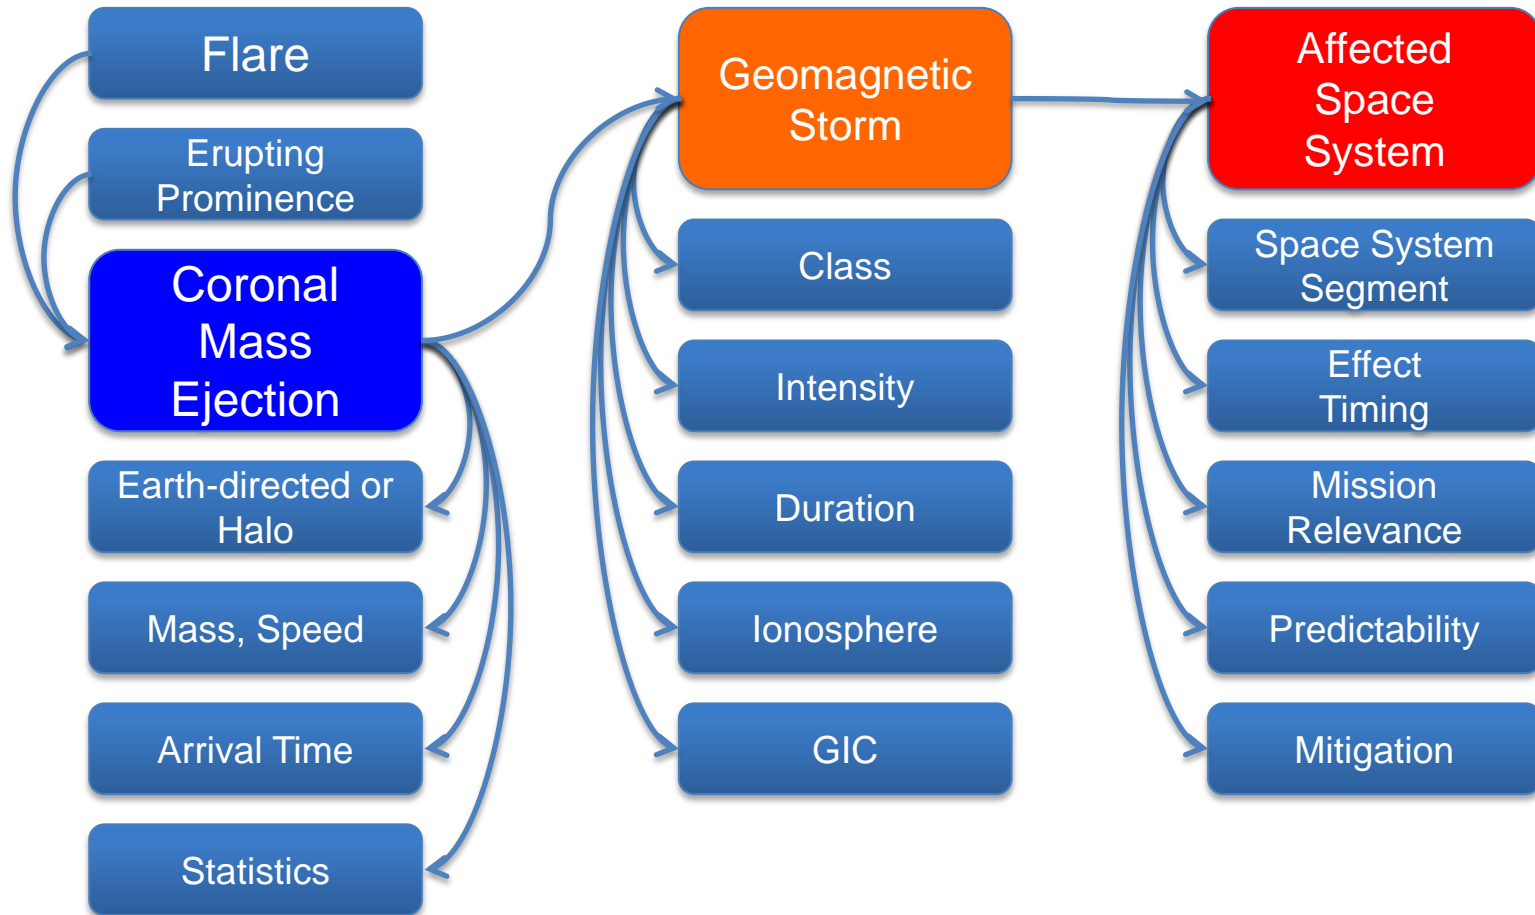 Flare
Erupting
Prominence
Coronal
Mass
Ejection
Earth-directed or
Halo
Mass, Speed
Arrival Time
Statistics
Geomagnetic
Storm
Class
Intensity
Duration
Ionosphere
GIC
Affected
Space
System
Space System
Segment
Effect
Timing
Mission
Relevance
Predictability
Mitigation